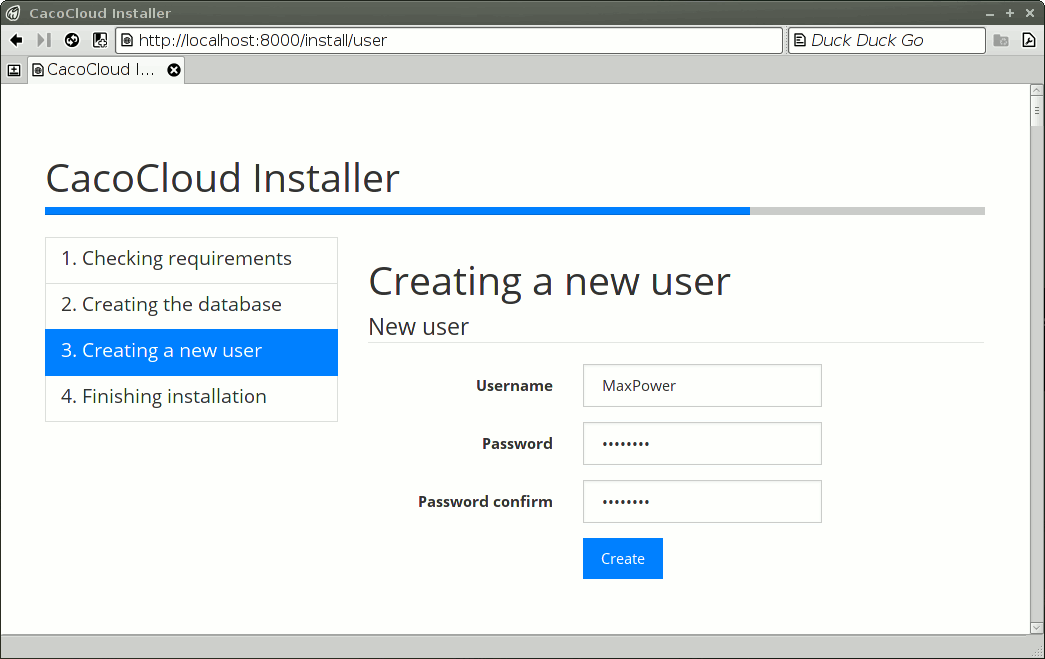 CacoCloud Installer
http://localhost:8000/install/user
Duck Duck Go
CacoCloud I...
CacoCloud Installer
1. Checking requirements
2. Creating the database
3. Creating a new user
4. Finishing installation
Creating a new user
New user
Username
MaxPower
Password
••••••••
Password confirm
••••••••
Create